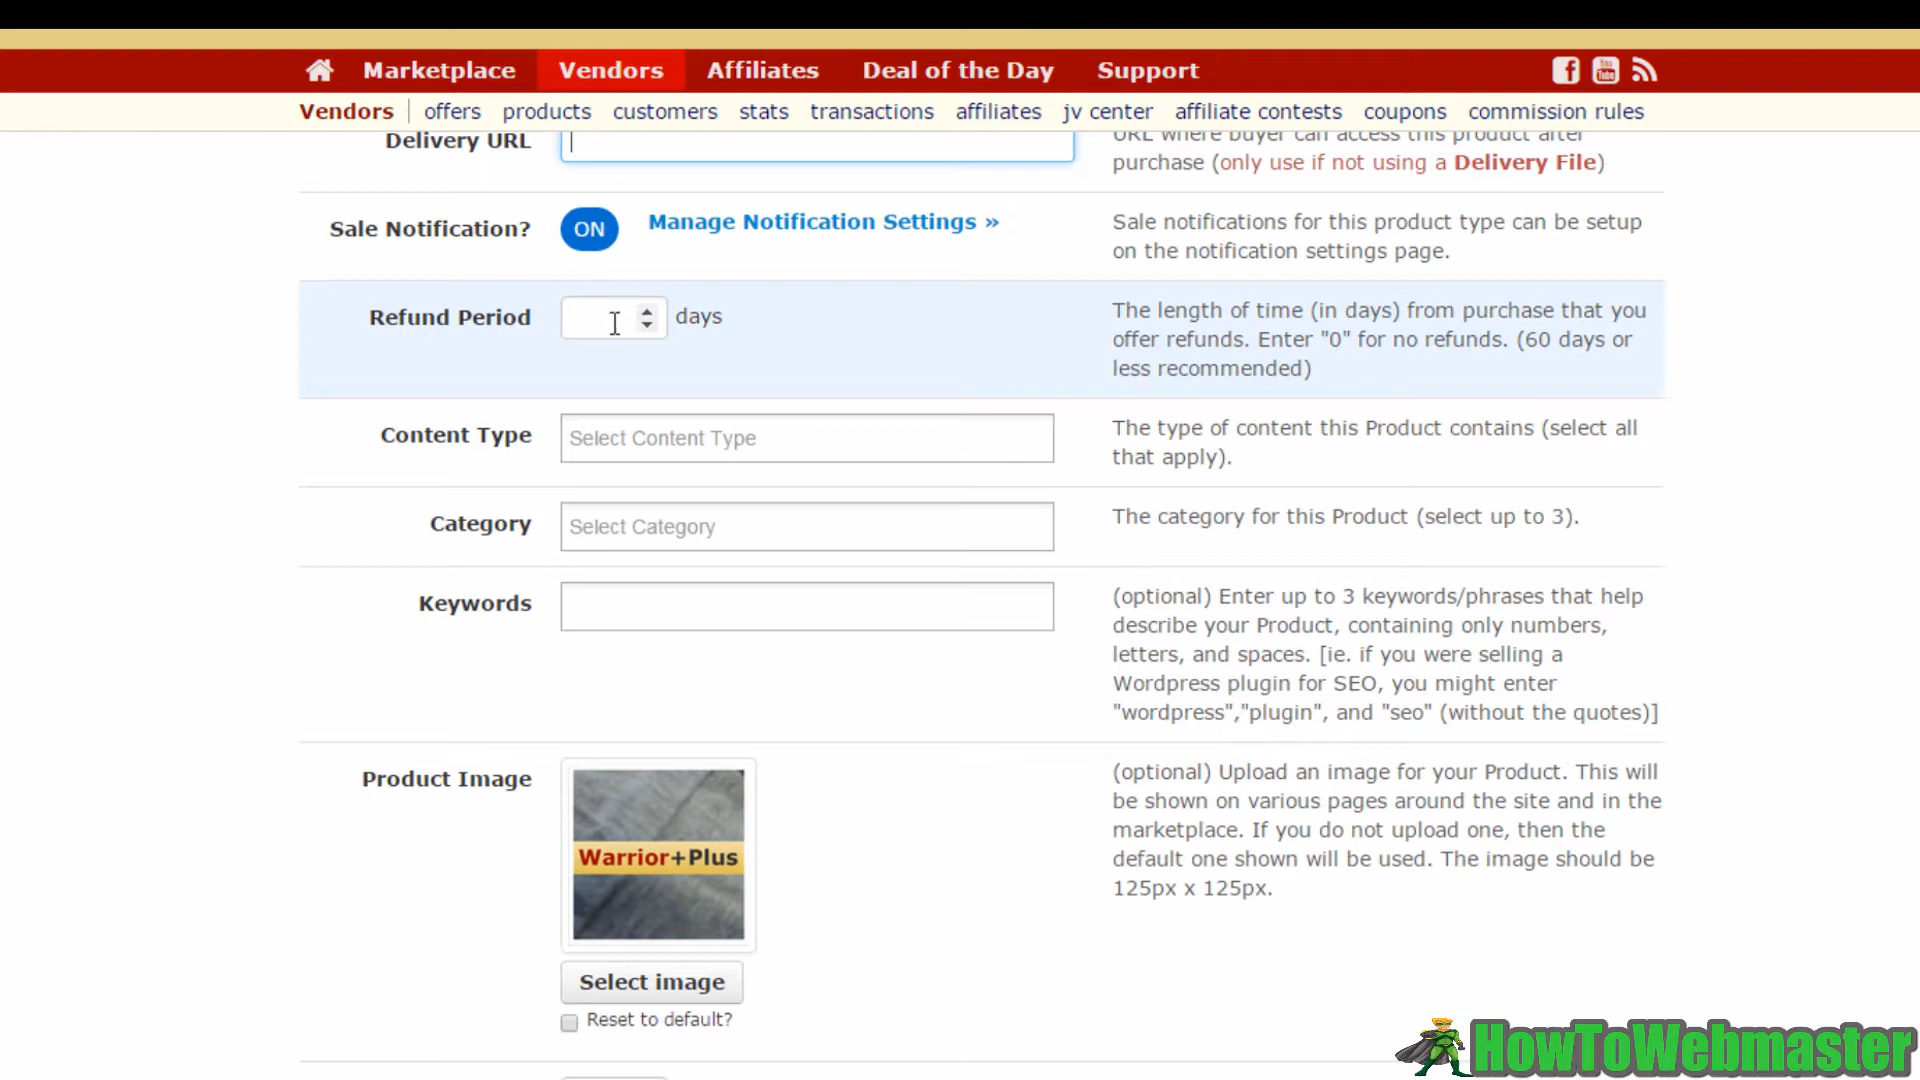 Marketplace Vendors Affiliates Deal of the Day Support
You Tube
Vendors offers products customers stats transactions affiliates jv center affiliate contests coupons commission rules
Delivery URL
URL where buyer can access this product after
purchase (only use if not using a Delivery File)
Sale Notification?
ON
Manage Notification Settings »
Sale notifications for this product type can be setup
on the notification settings page.
Refund Period
days
The length of time (in days) from purchase that you
offer refunds. Enter "0" for no refunds. (60 days or
less recommended)
Content Type
Select Content Type
The type of content this Product contains (select all
that apply).
Category
Select Category
The category for this Product (select up to 3).
Keywords
(optional) Enter up to 3 keywords/phrases that help
describe your Product, containing only numbers,
letters, and spaces. [ie. if you were selling a
Wordpress plugin for SEO, you might enter
"wordpress","plugin", and "seo" (without the quotes)]
Product Image
Warrior+Plus
Select image
Reset to default?
(optional) Upload an image for your Product. This will
be shown on various pages around the site and in the
marketplace. If you do not upload one, then the
default one shown will be used. The image should be
125px x 125px.
HowToWebmaster